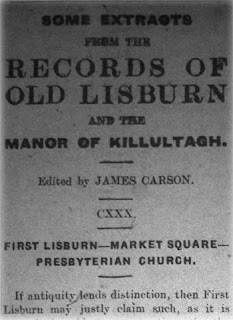 SOME EXTRACTS
FROM THE
RECORDS OF
OLD LISBURN
AND THE
MANOR OF KILLULTAGH.
Edited by JAMES CARSON.
CXXX.
FIRST LISBURN—MARKET SQUARE—
PRESBYTERIAN CHURCH.
If antiquity lends distinction, then First
Lisburn may justly claim such, as it is